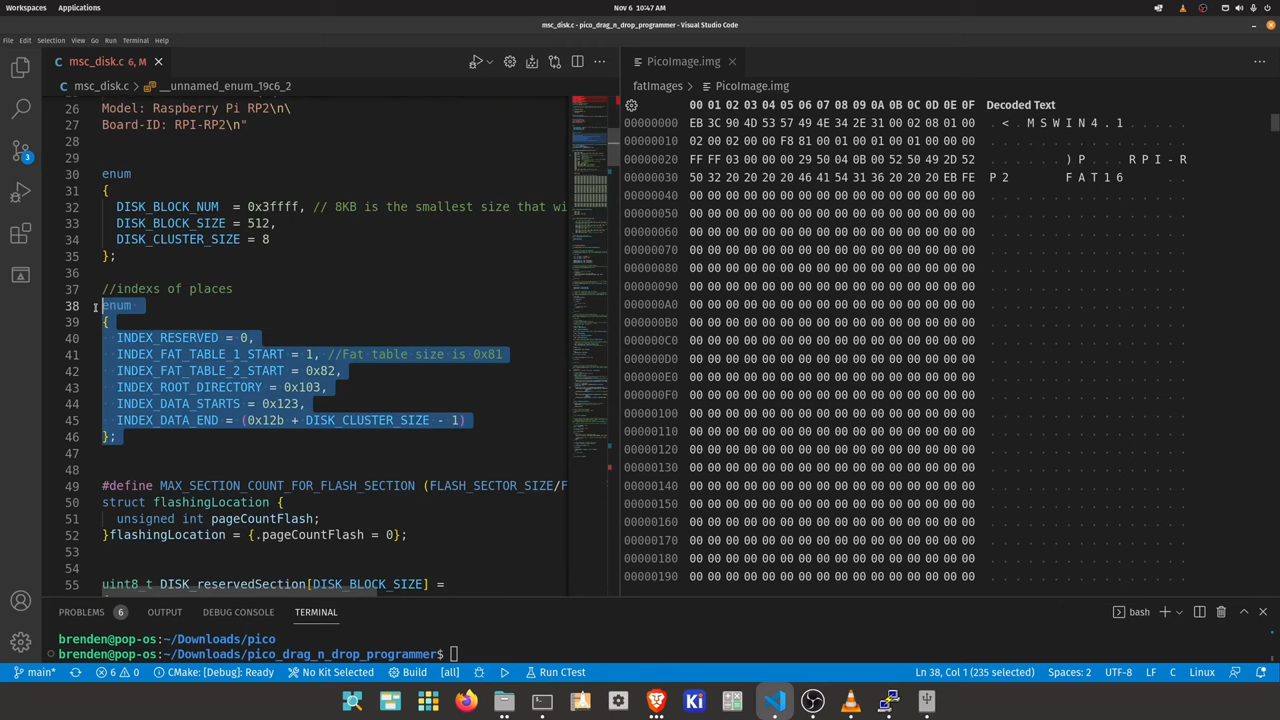 Workspaces Applications Nov 6 10:47 AM
msc_disk.c - pico_drag_n_drop_programmer - Visual Studio Code
File Edit Selection View Go Run Terminal Help
msc_disk.c 6, M
msc_disk.c > __unnamed_enum_19c6_2
26 Model: Raspberry Pi RP2\n\
27 Board-ID: RPI-RP2\n"
28
29
30 enum
31 {
32 DISK_BLOCK_NUM = 0x3ffff, // 8KB is the smallest size that wi
33 DISK_BLOCK_SIZE = 512,
34 DISK_CLUSTER_SIZE = 8
35 };
36
37 //indexs of places
38 enum
39 {
40 INDEX_RESERVED = 0,
41 INDEX_FAT_TABLE_1_START = 1, //Fat table size is 0x81
42 INDEX_FAT_TABLE_2_START = 0x82,
43 INDEX_ROOT_DIRECTORY = 0x103,
44 INDEX_DATA_STARTS = 0x123,
45 INDEX_DATA_END = (0x12b + DISK_CLUSTER_SIZE - 1)
46 };
47
48
49 #define MAX_SECTION_COUNT_FOR_FLASH_SECTION (FLASH_SECTOR_SIZE/F
50 struct flashingLocation {
51 unsigned int pageCountFlash;
52 }flashingLocation = {.pageCountFlash = 0};
53
54
55 uint8_t DISK_reservedSection[DISK_BLOCK_SIZE] =
PicoImage.img
fatImages > PicoImage.img
00 01 02 03 04 05 06 07 08 09 0A 0B 0C 0D 0E 0F Decoded Text
00000000 EB 3C 90 4D 53 57 49 4E 34 2E 31 00 02 08 01 00 . < . M S W I N 4 . 1 . . . . .
00000010 02 00 02 00 00 F8 81 00 01 00 01 00 01 00 00 00
00000020 FF FF 03 00 00 00 29 50 04 0B 00 52 50 49 2D 52 ) P . . . R P I - R
00000030 50 32 20 20 20 20 46 41 54 31 36 20 20 20 EB FE P 2 F A T 1 6 . .
00000040 00 00 00 00 00 00 00 00 00 00 00 00 00 00 00 00
00000050 00 00 00 00 00 00 00 00 00 00 00 00 00 00 00 00
00000060 00 00 00 00 00 00 00 00 00 00 00 00 00 00 00 00
00000070 00 00 00 00 00 00 00 00 00 00 00 00 00 00 00 00
00000080 00 00 00 00 00 00 00 00 00 00 00 00 00 00 00 00
00000090 00 00 00 00 00 00 00 00 00 00 00 00 00 00 00 00
000000A0 00 00 00 00 00 00 00 00 00 00 00 00 00 00 00 00
000000B0 00 00 00 00 00 00 00 00 00 00 00 00 00 00 00 00
000000C0 00 00 00 00 00 00 00 00 00 00 00 00 00 00 00 00
000000D0 00 00 00 00 00 00 00 00 00 00 00 00 00 00 00 00
000000E0 00 00 00 00 00 00 00 00 00 00 00 00 00 00 00 00
000000F0 00 00 00 00 00 00 00 00 00 00 00 00 00 00 00 00
00000100 00 00 00 00 00 00 00 00 00 00 00 00 00 00 00 00
00000110 00 00 00 00 00 00 00 00 00 00 00 00 00 00 00 00
00000120 00 00 00 00 00 00 00 00 00 00 00 00 00 00 00 00
00000130 00 00 00 00 00 00 00 00 00 00 00 00 00 00 00 00
00000140 00 00 00 00 00 00 00 00 00 00 00 00 00 00 00 00
00000150 00 00 00 00 00 00 00 00 00 00 00 00 00 00 00 00
00000160 00 00 00 00 00 00 00 00 00 00 00 00 00 00 00 00
00000170 00 00 00 00 00 00 00 00 00 00 00 00 00 00 00 00
00000180 00 00 00 00 00 00 00 00 00 00 00 00 00 00 00 00
00000190 00 00 00 00 00 00 00 00 00 00 00 00 00 00 00 00
PROBLEMS 6 OUTPUT DEBUG CONSOLE TERMINAL bash
brenden@pop-os:~/Downloads/pico
brenden@pop-os:~/Downloads/pico_drag_n_drop_programmer$
main* 6 0 CMake: [Debug]: Ready No Kit Selected Build [all] Run CTest Ln 38, Col 1 (235 selected) Spaces: 2 UTF-8 LF C Linux
3
Ki